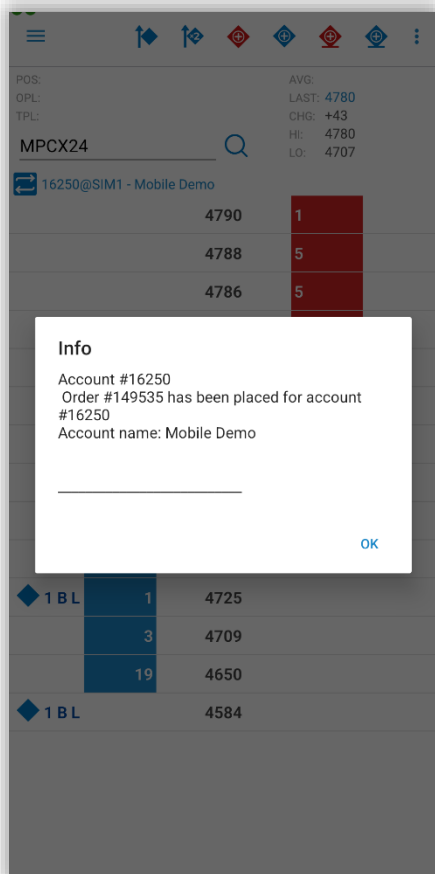 POS:
OPL:
TPL:
MPCX24
AVG:
LAST: 4780
CHG: +43
HI: 4780
LO: 4707
16250@SIM1 - Mobile Demo
4790 1
4788 5
4786 5
Info
Account #16250
Order #149535 has been placed for account
#16250
Account name: Mobile Demo
OK
1 B L 1 4725
3 4709
19 4650
1 B L 4584